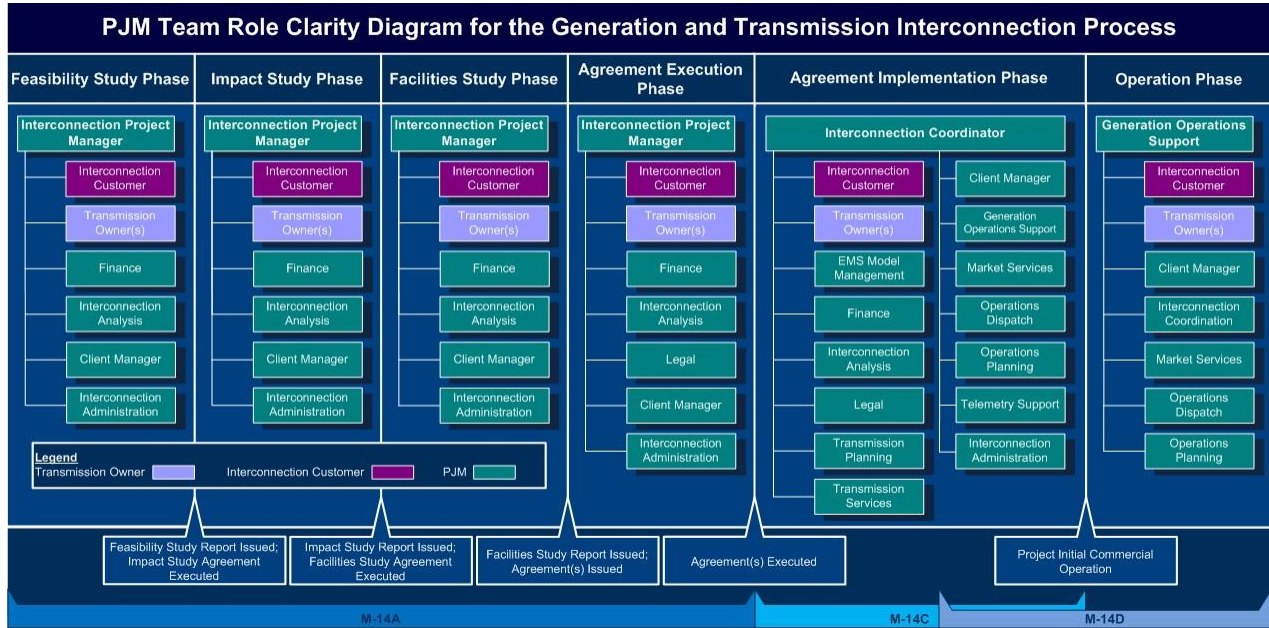 PJM Team Role Clarity Diagram for the Generation and Transmission Interconnection Process
Feasibility Study Phase
Impact Study Phase
Facilities Study Phase
Agreement Execution
Phase
Agreement Implementation Phase
Operation Phase
Interconnection Project
Manager
Interconnection
Customer
Transmission
Owner(s)
Finance
Interconnection
Analysis
Client Manager
Interconnection
Administration
Interconnection Project
Manager
Interconnection
Customer
Transmission
Owner(s)
Finance
Interconnection
Analysis
Client Manager
Interconnection
Administration
Interconnection Project
Manager
Interconnection
Customer
Transmission
Owner(s)
Finance
Interconnection
Analysis
Client Manager
Interconnection
Administration
Interconnection Project
Manager
Interconnection
Customer
Transmission
Owner(s)
Finance
Interconnection
Analysis
Legal
Client Manager
Interconnection
Administration
Interconnection Coordinator
Interconnection
Customer
Transmission
Owner(s)
EMS Model
Management
Finance
Interconnection
Analysis
Legal
Transmission
Planning
Transmission
Services
Client Manager
Generation
Operations Support
Market Services
Operations
Dispatch
Operations
Planning
Telemetry Support
Interconnection
Administration
Generation Operations
Support
Interconnection
Customer
Transmission
Owner(s)
Client Manager
Interconnection
Coordination
Market Services
Operations
Dispatch
Operations
Planning
Legend
Transmission Owner
Interconnection Customer
PJM
Feasibility Study Report Issued;
Impact Study Agreement
Executed
Impact Study Report Issued;
Facilities Study Agreement
Executed
Facilities Study Report Issued;
Agreement(s) Issued
Agreement(s) Executed
Project Initial Commercial
Operation
M-14A
M-14C
M-14D